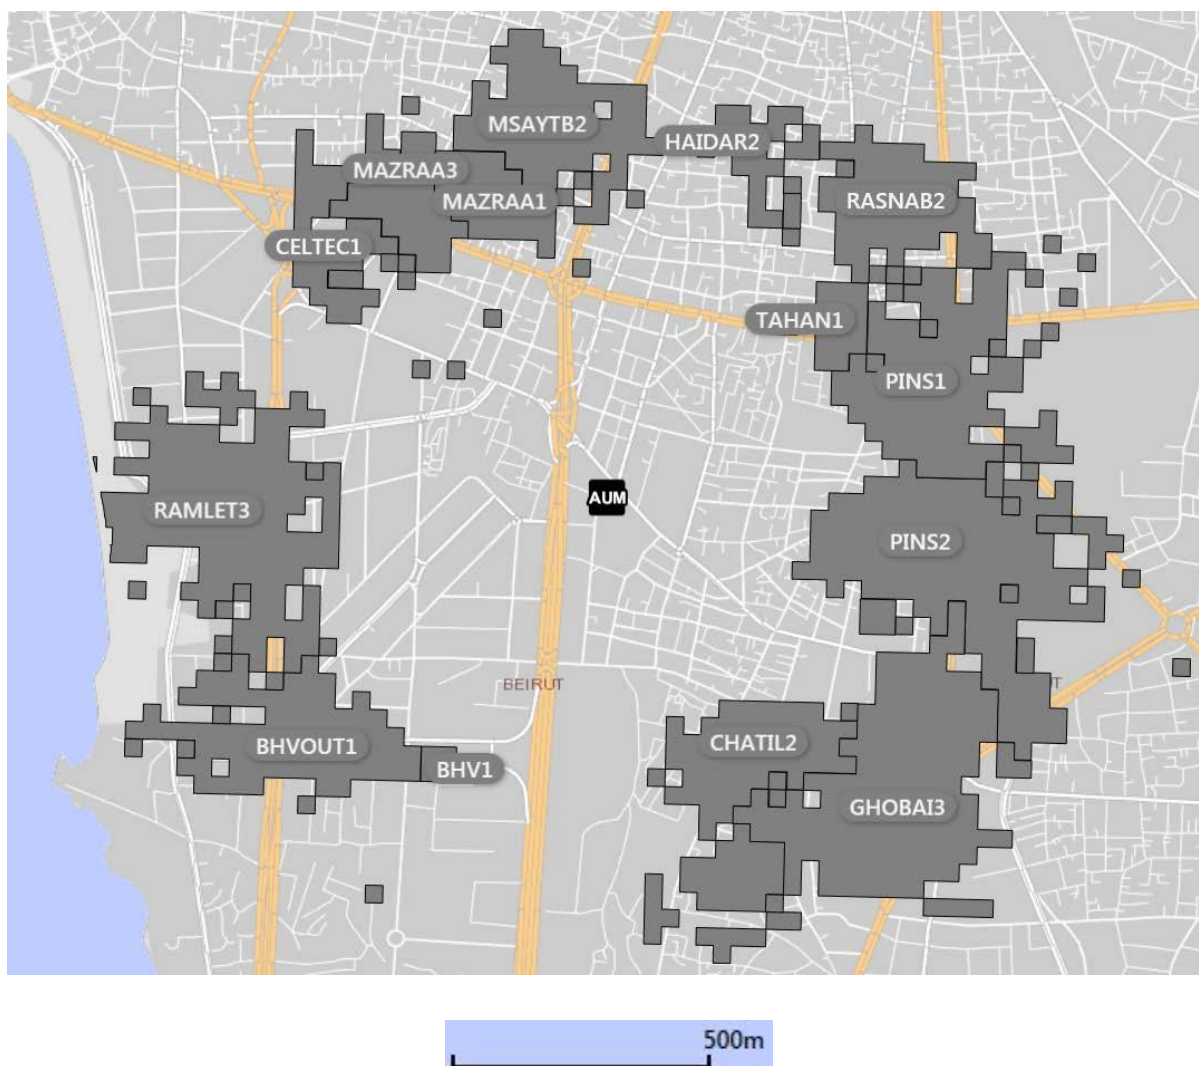 MSAYTB2
HAIDAR2
MAZRAA3
MAZRAA1
RASNAB2
CELTEC1
TAHAN1
PINS1
AUM
RAMLET3
PINS2
BEIRUT
BHVOUT1
CHATIL2
BHV1
GHOBAI3
500m